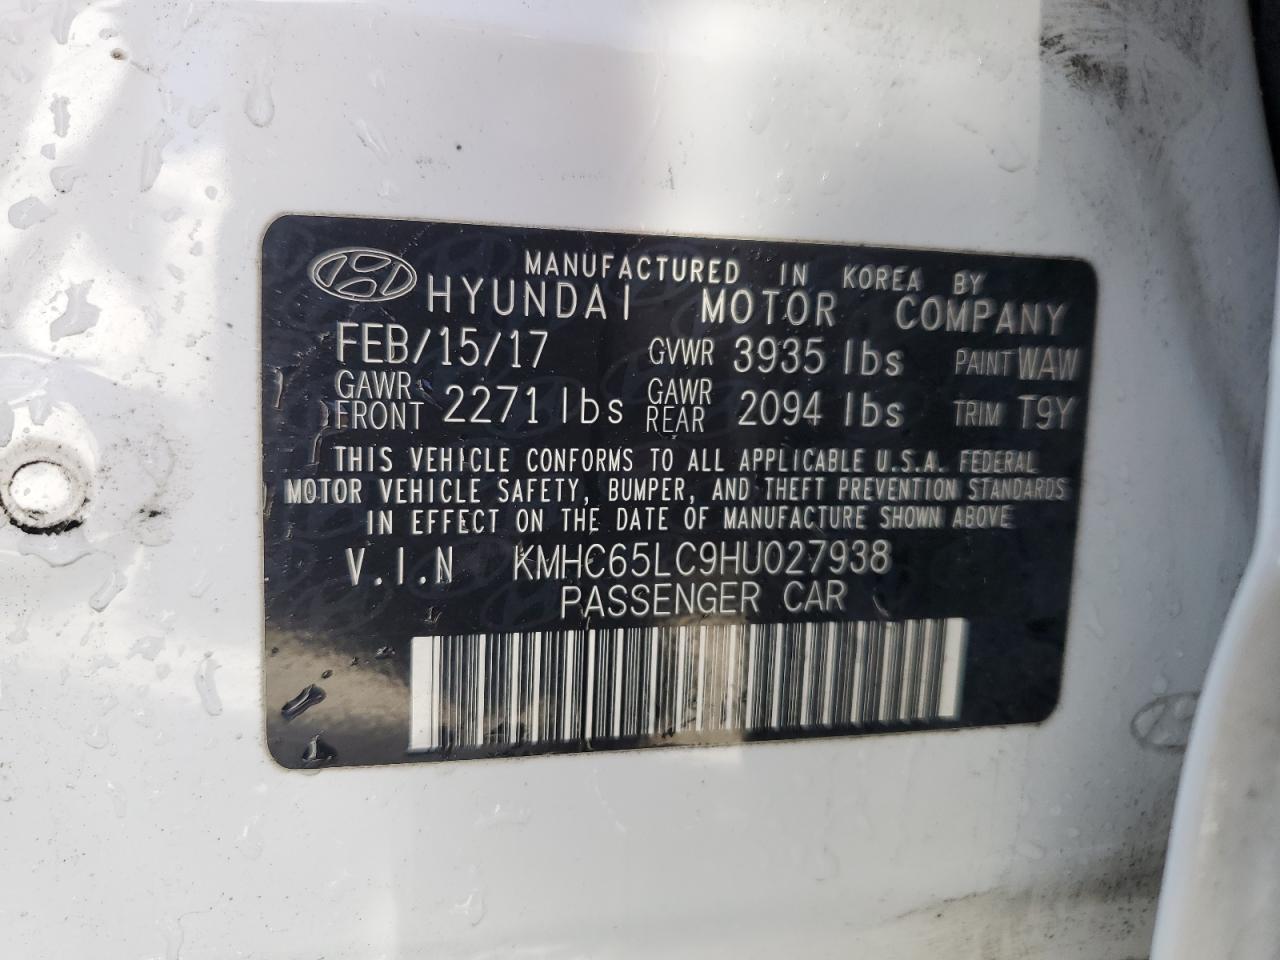 MANUFACTURED IN KOREA BY
HYUNDAI MOTOR COMPANY
FEB/15/17 GVWR 3935 lbs PAINT WAW
GAWR FRONT 2271 lbs GAWR REAR 2094 lbs TRIM T9Y
THIS VEHICLE CONFORMS TO ALL APPLICABLE U.S.A. FEDERAL
MOTOR VEHICLE SAFETY, BUMPER, AND THEFT PREVENTION STANDARDS
IN EFFECT ON THE DATE OF MANUFACTURE SHOWN ABOVE
V.I.N KMHC65LC9HU027938
PASSENGER CAR